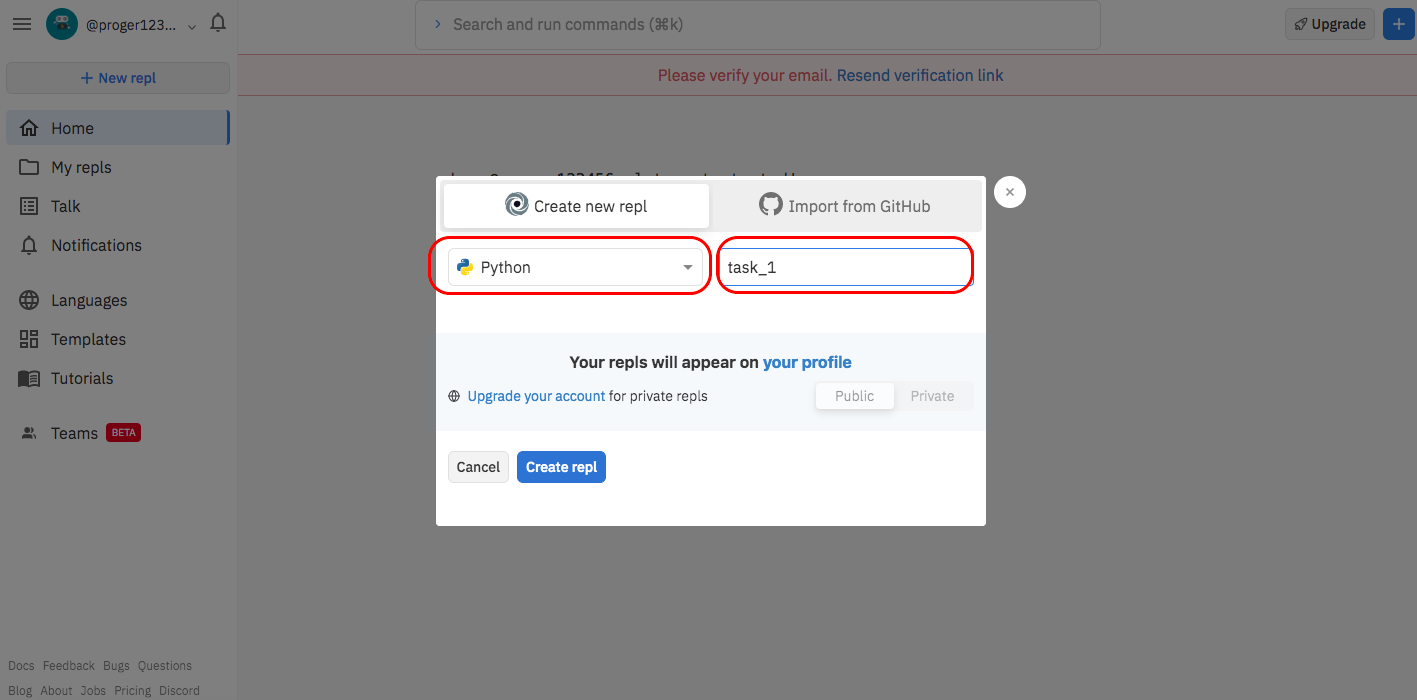 @proger123...
Search and run commands (⌘k)
Upgrade
+ New repl
Please verify your email. Resend verification link
Home
My repls
Talk
Notifications
Languages
Templates
Tutorials
Teams BETA
Create new repl
Import from GitHub
Python
task_1
Your repls will appear on your profile
Upgrade your account for private repls
Public Private
Cancel
Create repl
Docs Feedback Bugs Questions
Blog About Jobs Pricing Discord